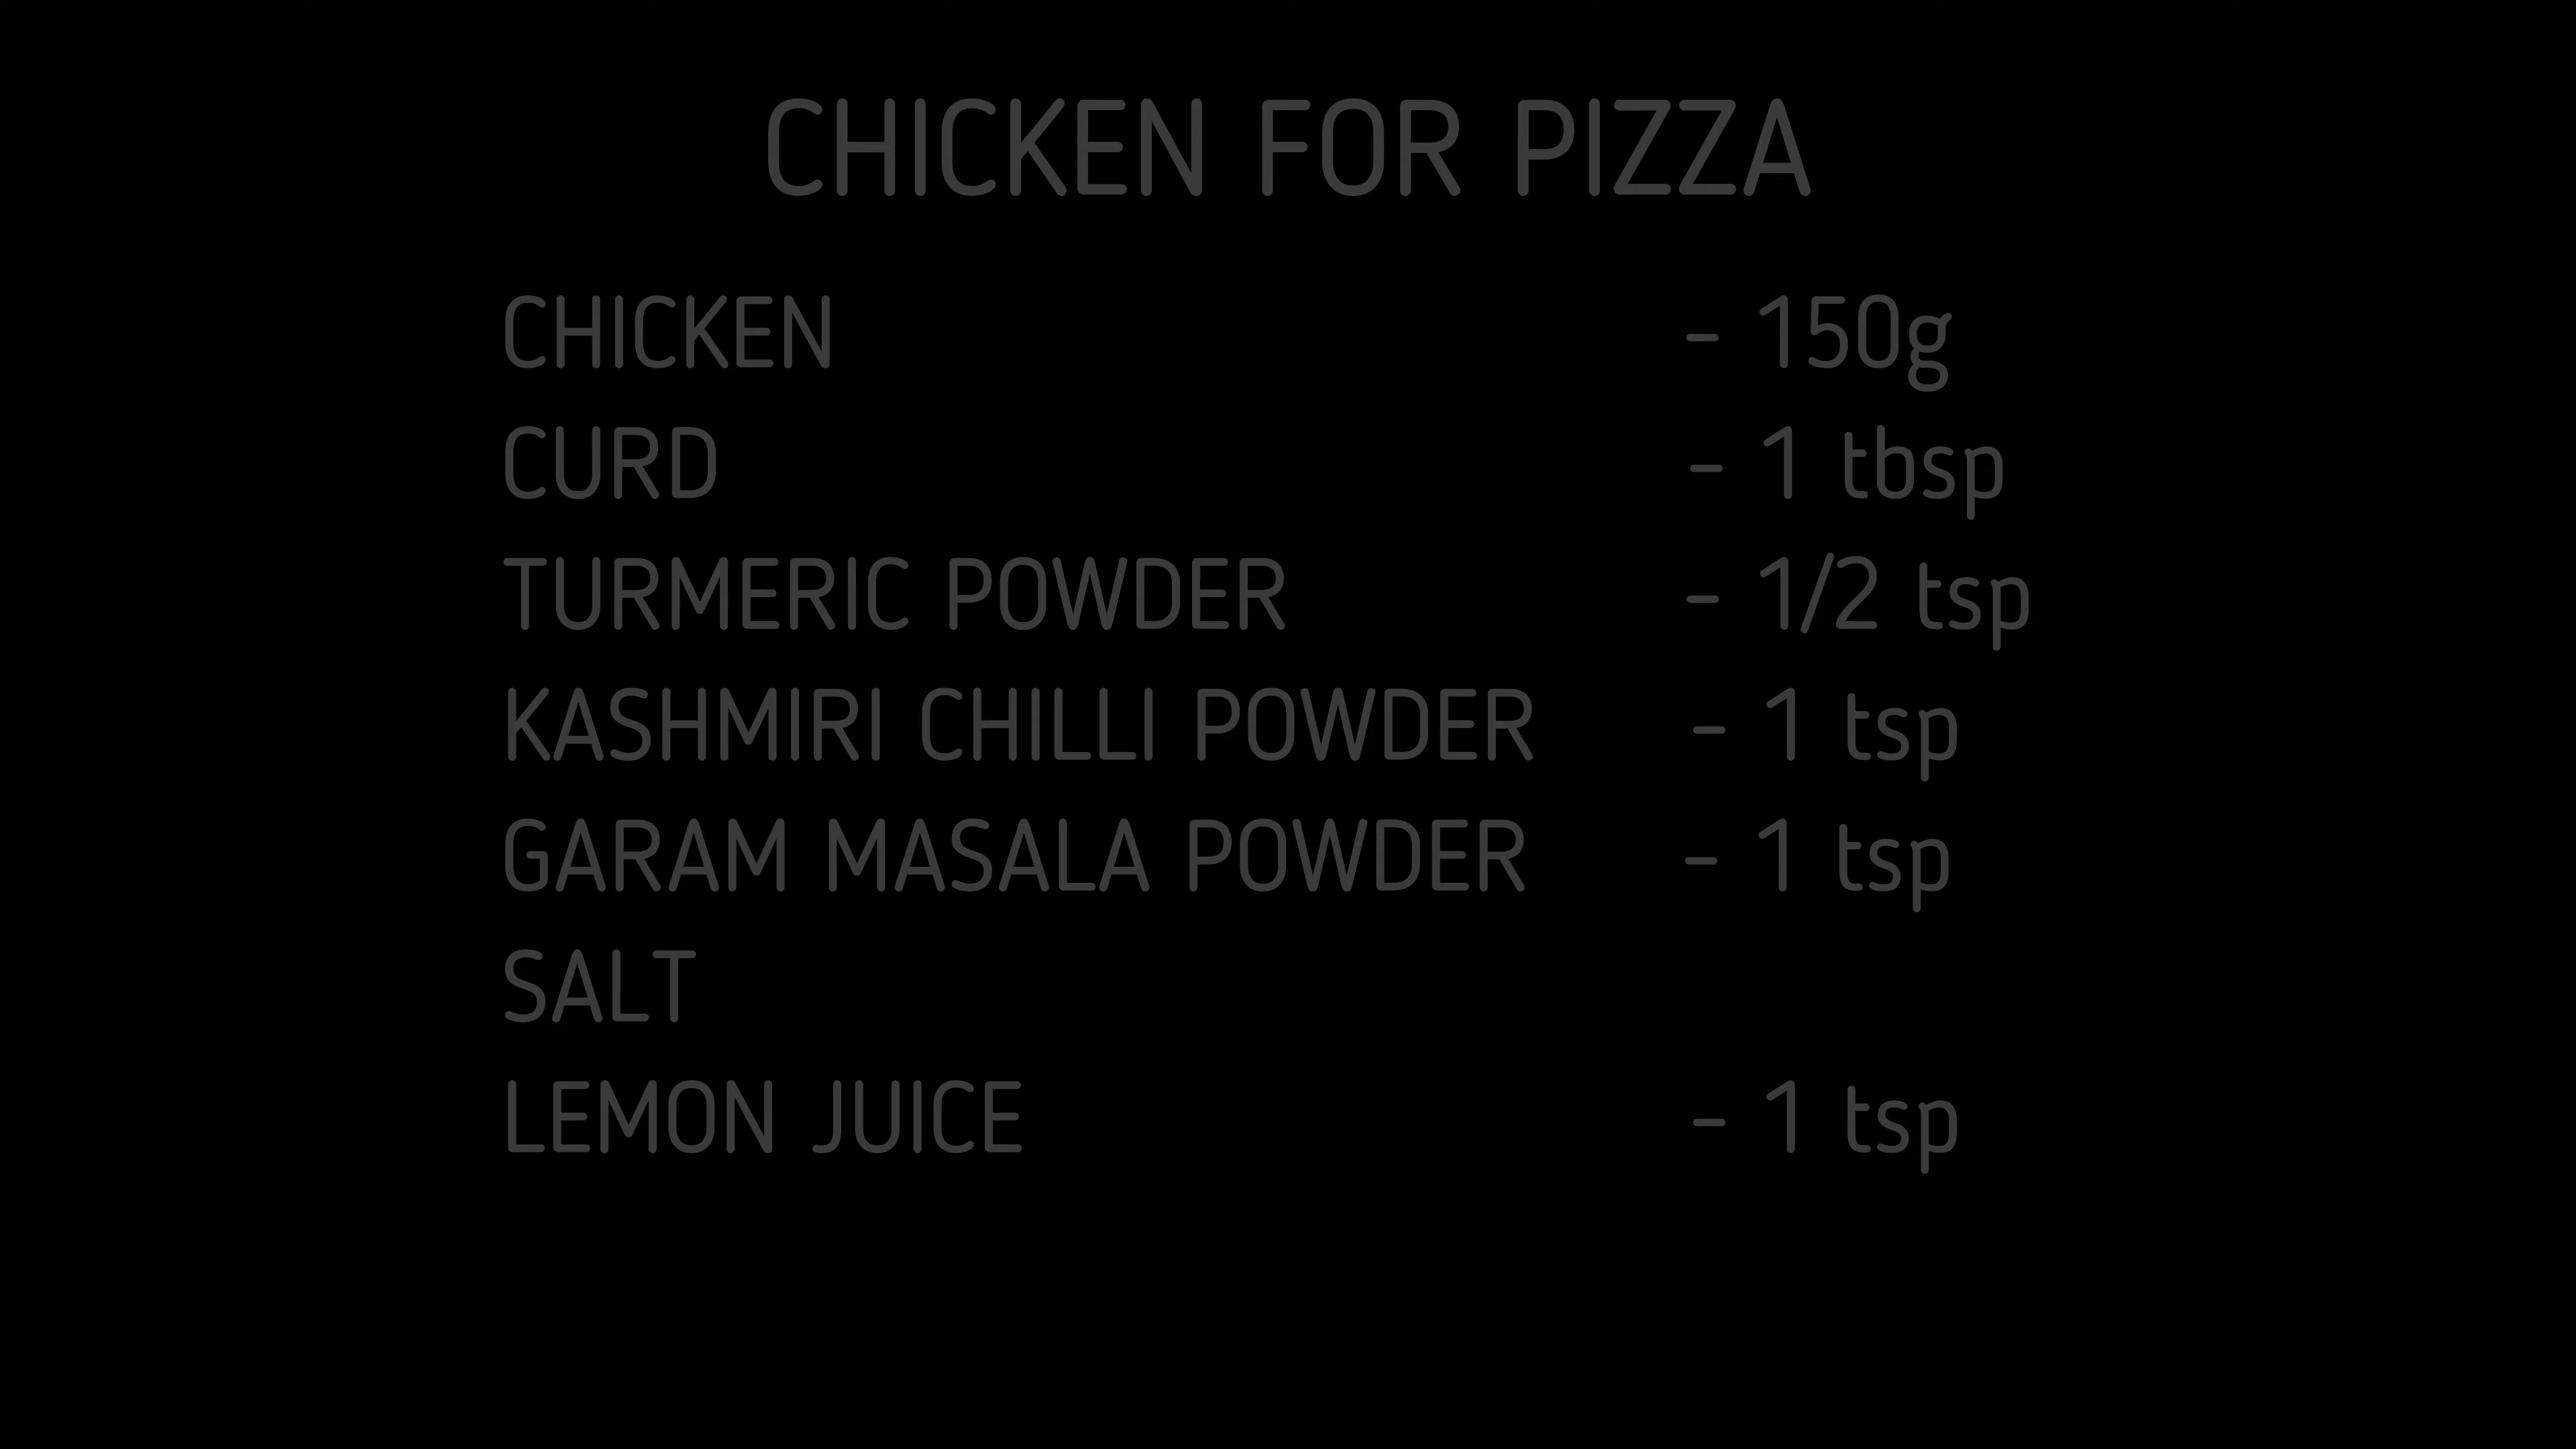 CHICKEN FOR PIZZA
CHICKEN - 150g
CURD - 1 tbsp
TURMERIC POWDER - 1/2 tsp
KASHMIRI CHILLI POWDER - 1 tsp
GARAM MASALA POWDER - 1 tsp
SALT
LEMON JUICE - 1 tsp